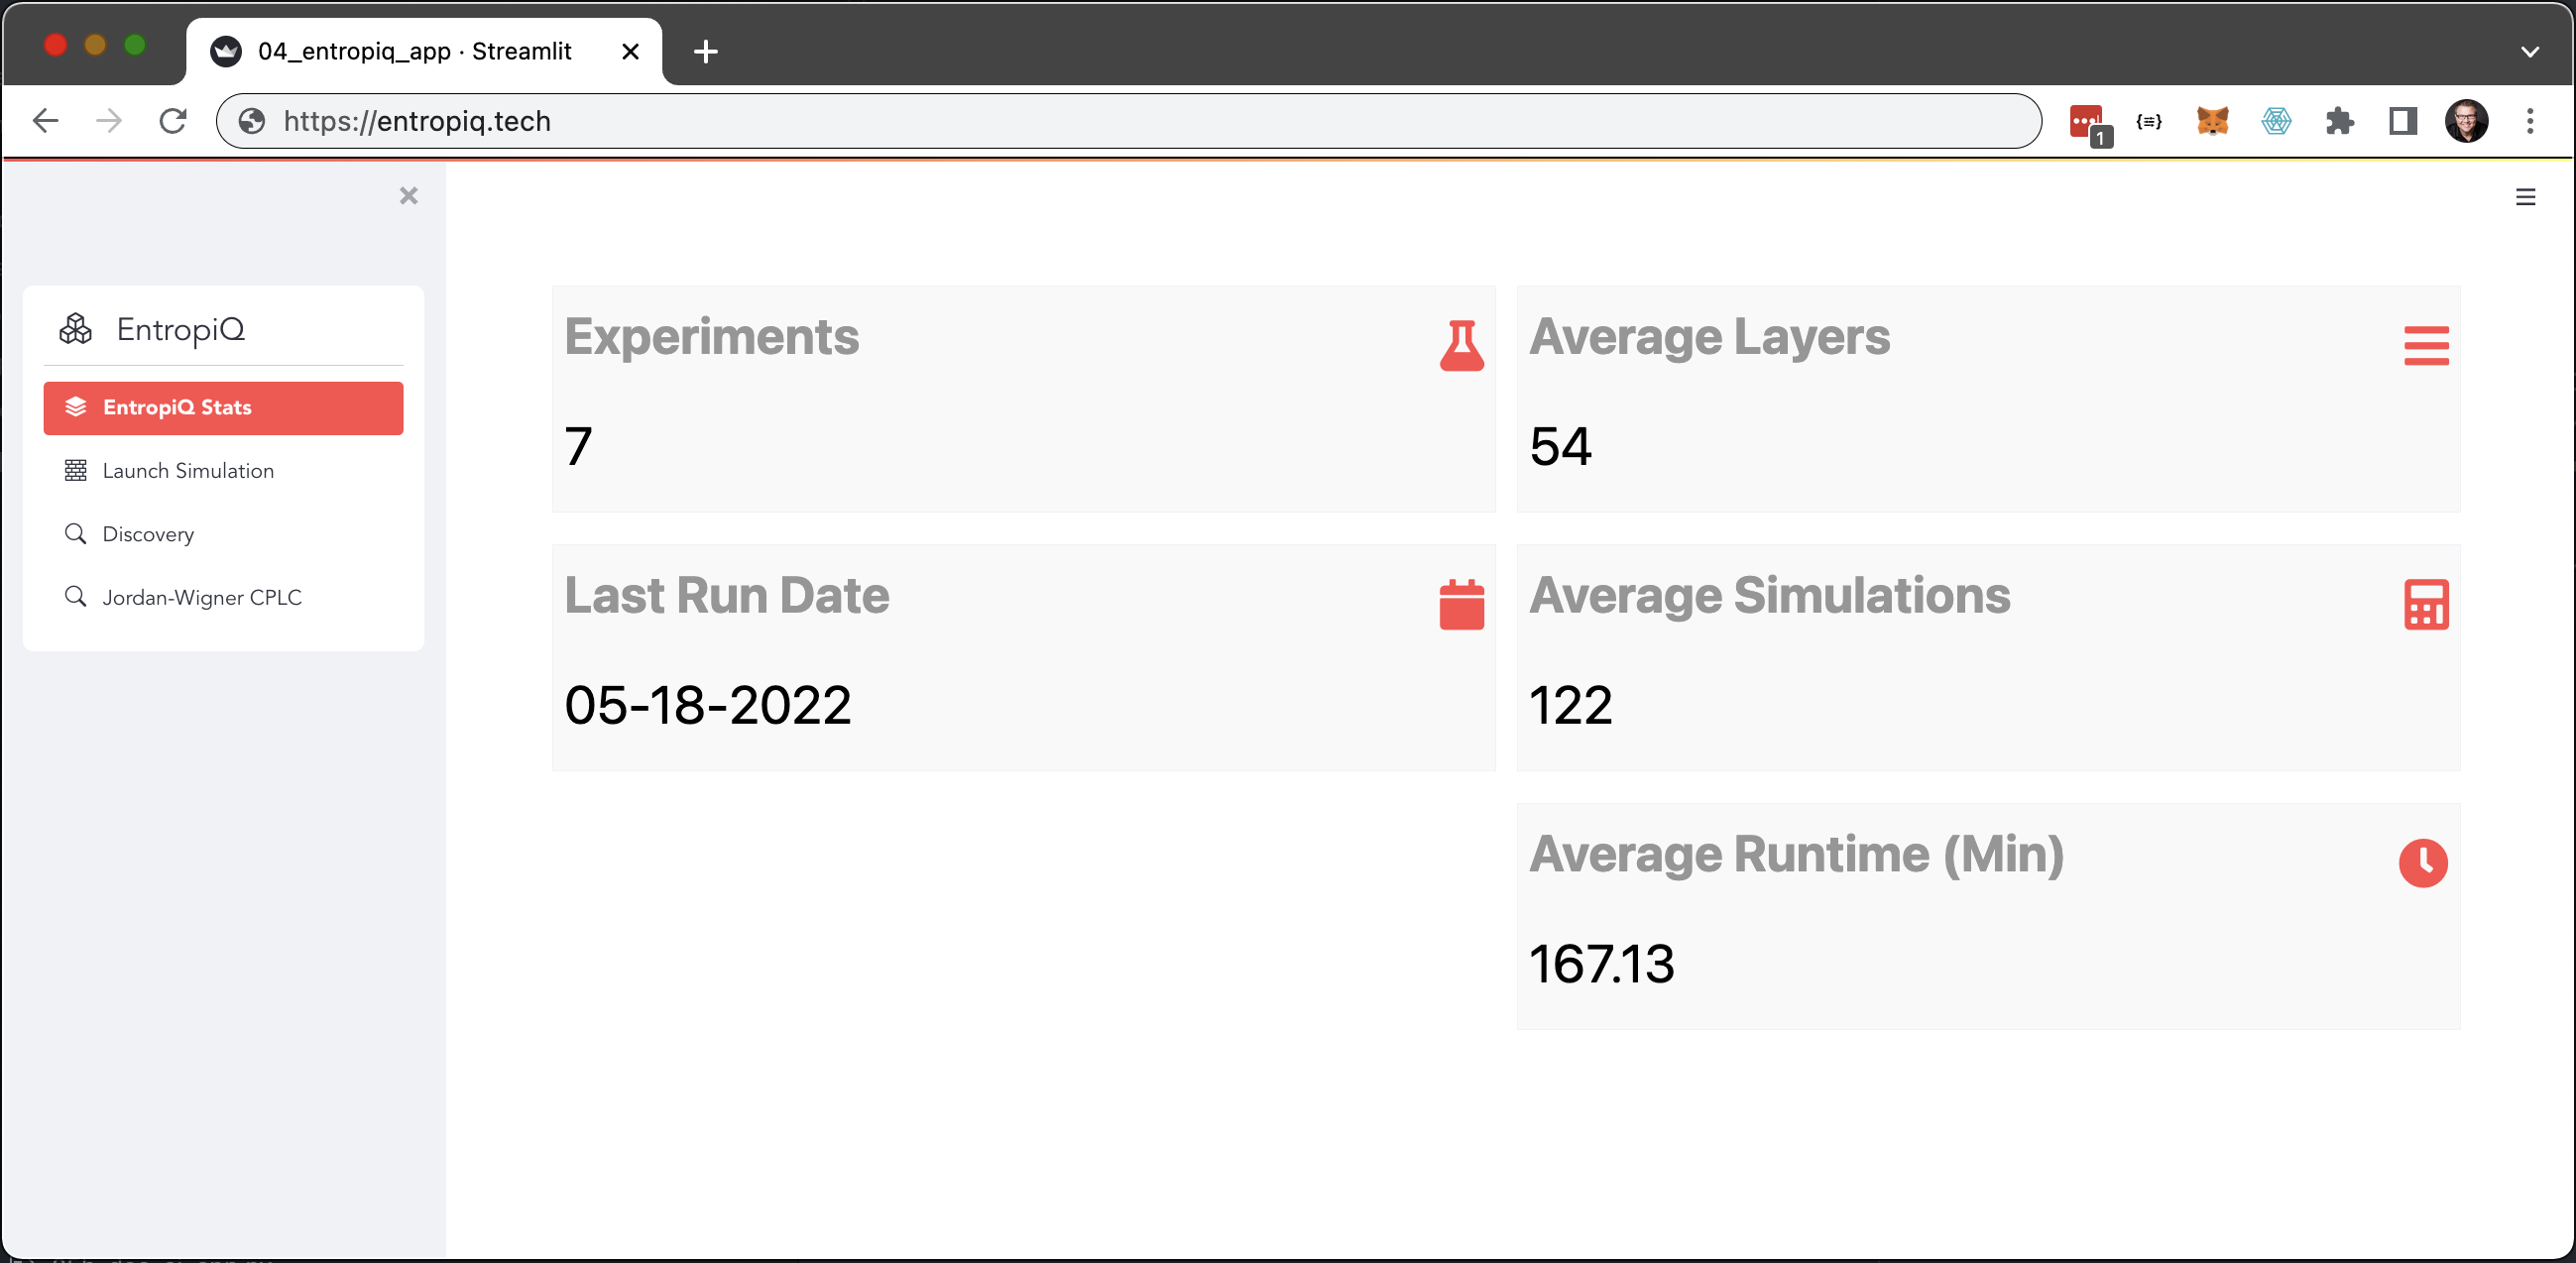 04_entropiq_app · Streamlit
https://entropiq.tech
1
EntropiQ
EntropiQ Stats
Launch Simulation
Discovery
Jordan-Wigner CPLC
Experiments
7
Average Layers
54
Last Run Date
05-18-2022
Average Simulations
122
Average Runtime (Min)
167.13